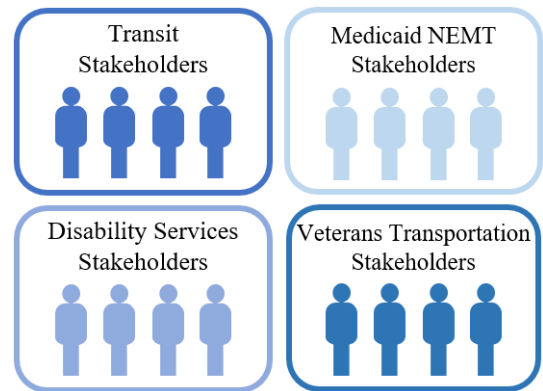 Transit
Stakeholders
Medicaid NEMT
Stakeholders
Disability Services
Stakeholders
Veterans Transportation
Stakeholders